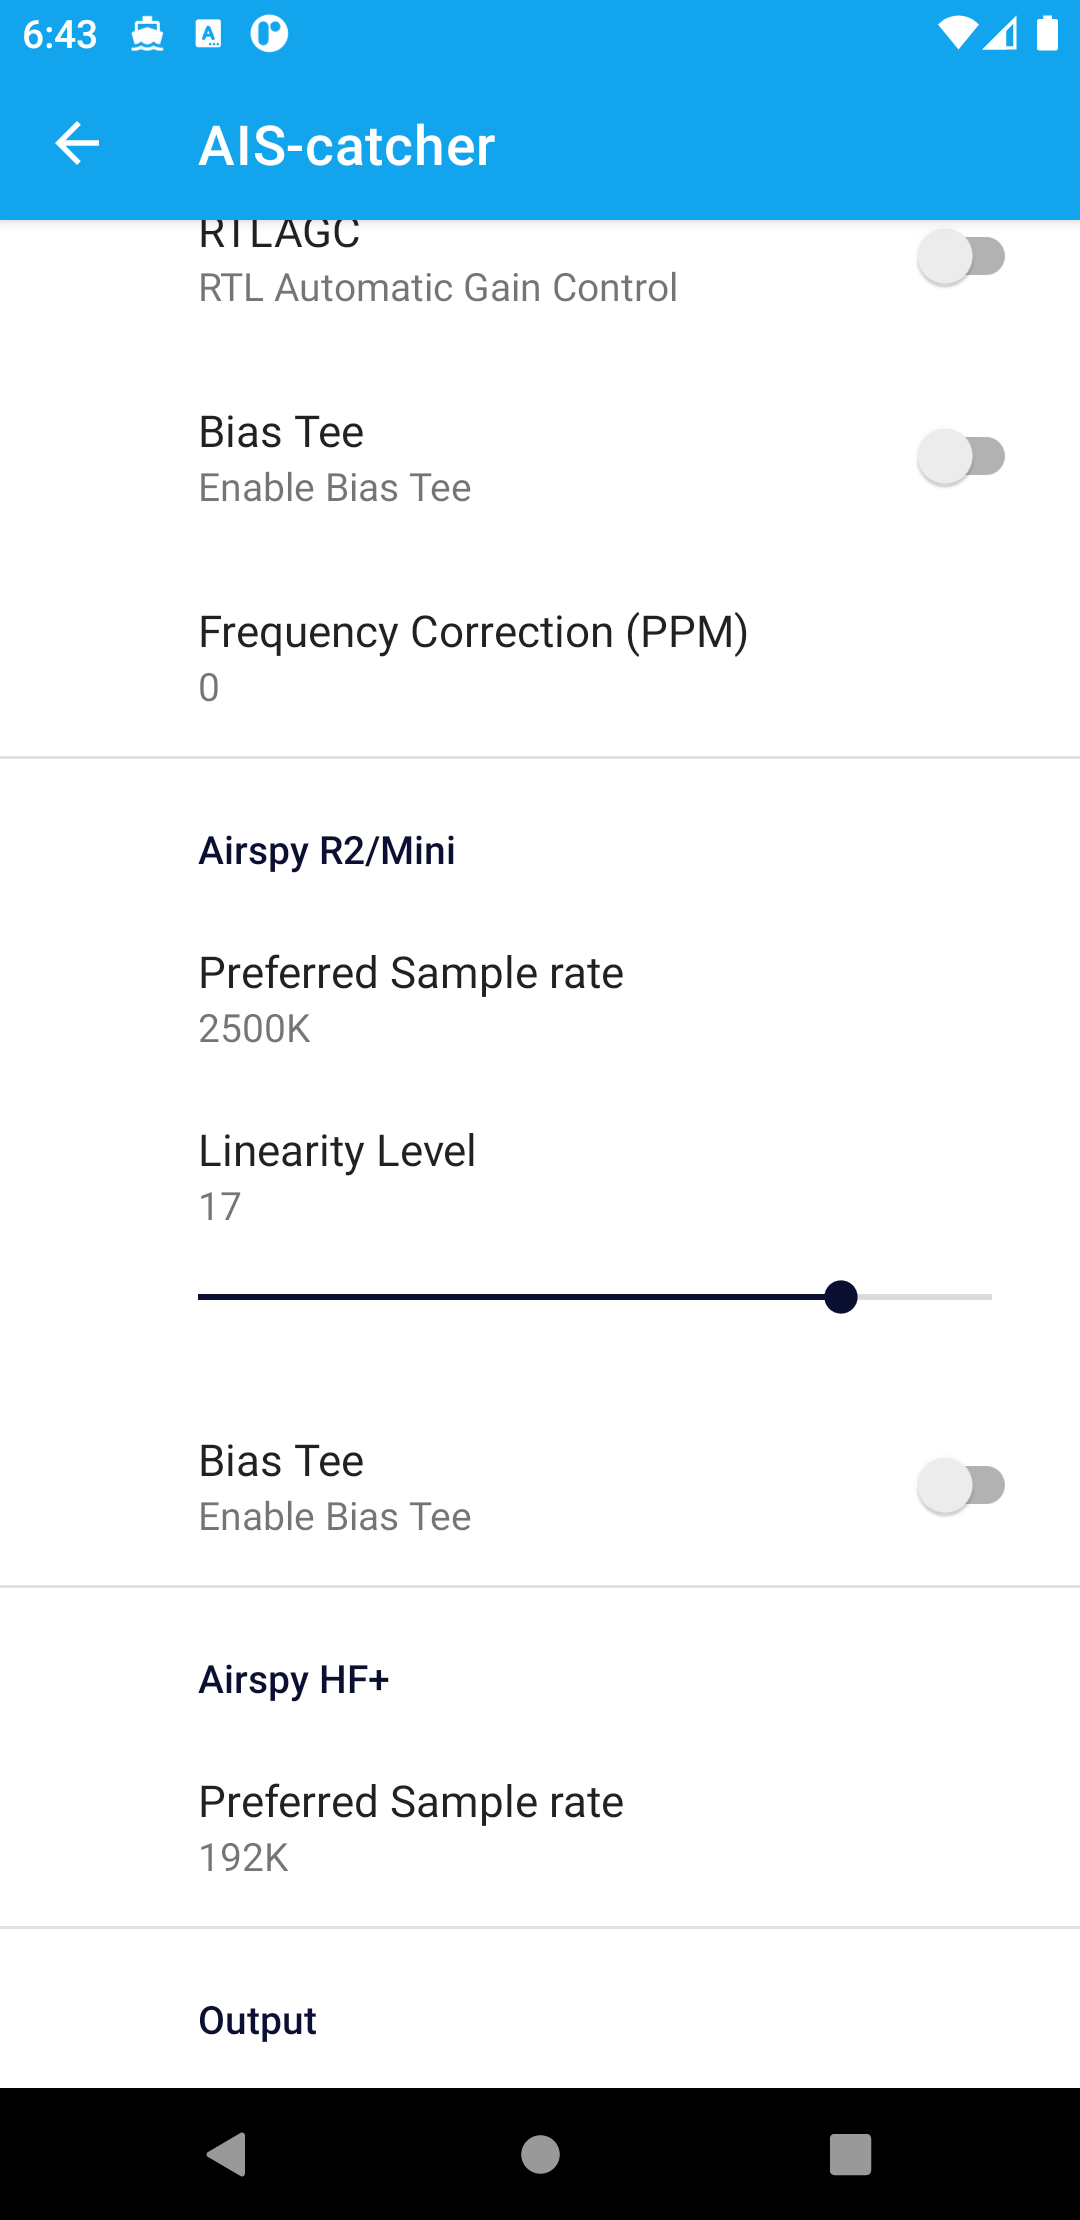 6:43
AIS-catcher
RTLAGC
RTL Automatic Gain Control
Bias Tee
Enable Bias Tee
Frequency Correction (PPM)
0
Airspy R2/Mini
Preferred Sample rate
2500K
Linearity Level
17
Bias Tee
Enable Bias Tee
Airspy HF+
Preferred Sample rate
192K
Output